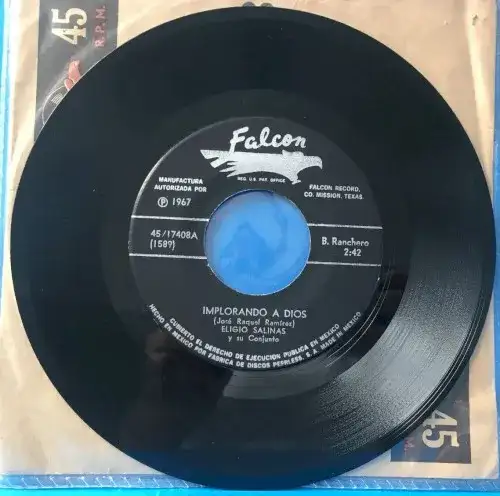 45
R.P.M.
Falcon
REG. U.S. PAT. OFFICE
MANUFACTURA
AUTORIZADA POR
Ⓟ 1967
FALCON RECORD,
CO. MISSION, TEXAS.
45/17408A
(1589)
B. Ranchero
2:42
IMPLORANDO A DIOS
(José Raquel Ramírez)
ELIGIO SALINAS
y su Conjunto
CUBIERTO EL DERECHO DE EJECUCION PUBLICA EN MEXICO
HECHO EN MEXICO POR FABRICA DE DISCOS PEERLESS, S.A. MADE IN MEXICO.
45